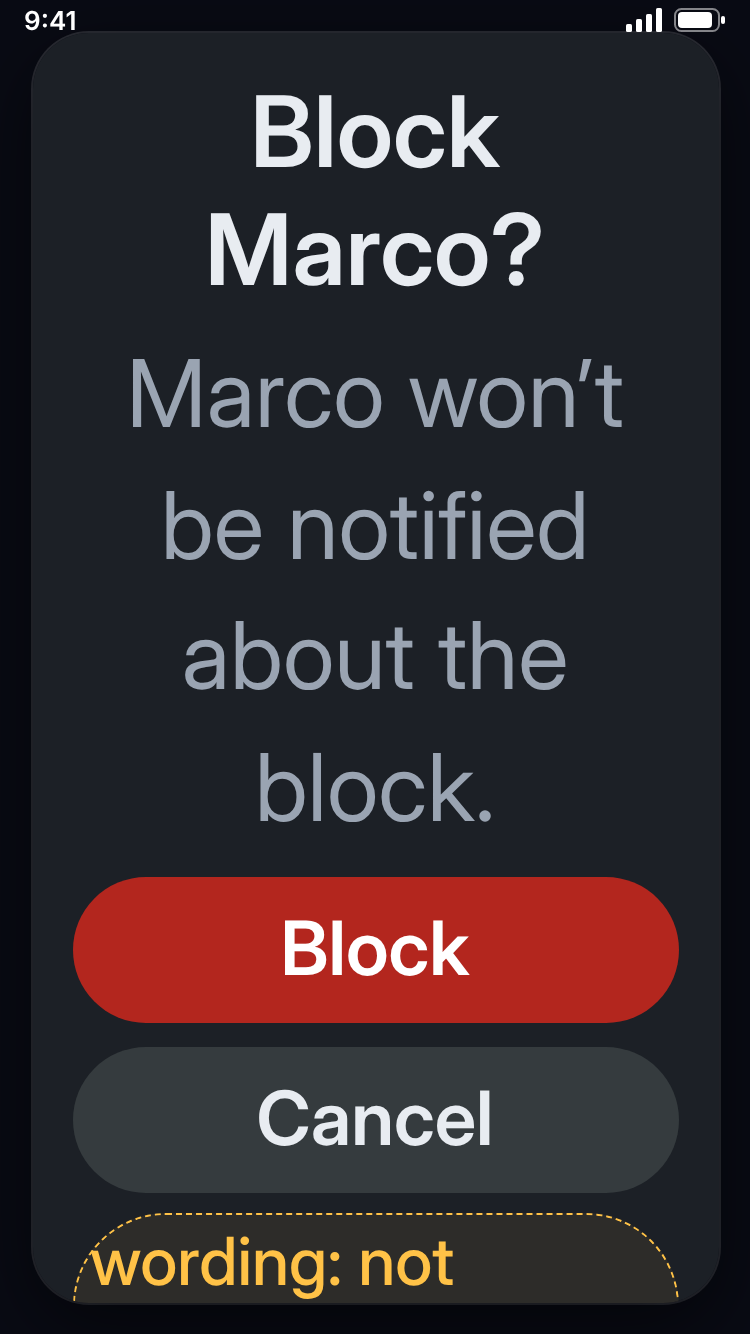 9:41
Block
Marco?
Marco won’t
be notified
about the
block.
Block
Cancel
wording: not